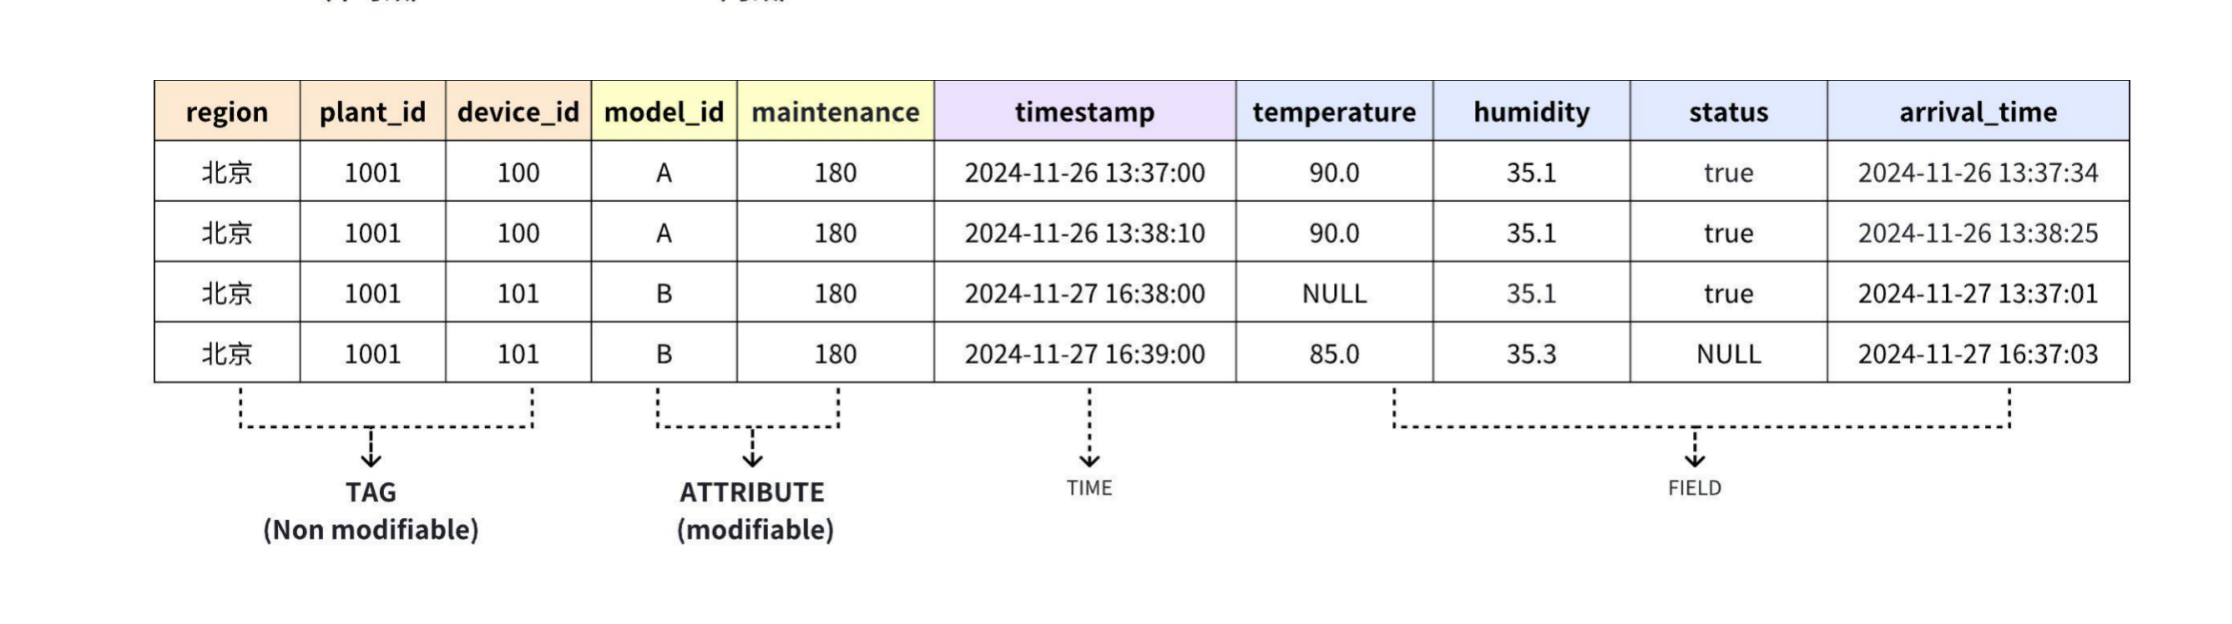 region plant_id device_id model_id maintenance timestamp temperature humidity status arrival_time
北京 1001 100 A 180 2024-11-26 13:37:00 90.0 35.1 true 2024-11-26 13:37:34
北京 1001 100 A 180 2024-11-26 13:38:10 90.0 35.1 true 2024-11-26 13:38:25
北京 1001 101 B 180 2024-11-27 16:38:00 NULL 35.1 true 2024-11-27 13:37:01
北京 1001 101 B 180 2024-11-27 16:39:00 85.0 35.3 NULL 2024-11-27 16:37:03
TAG
(Non modifiable)
ATTRIBUTE
(modifiable)
TIME
FIELD